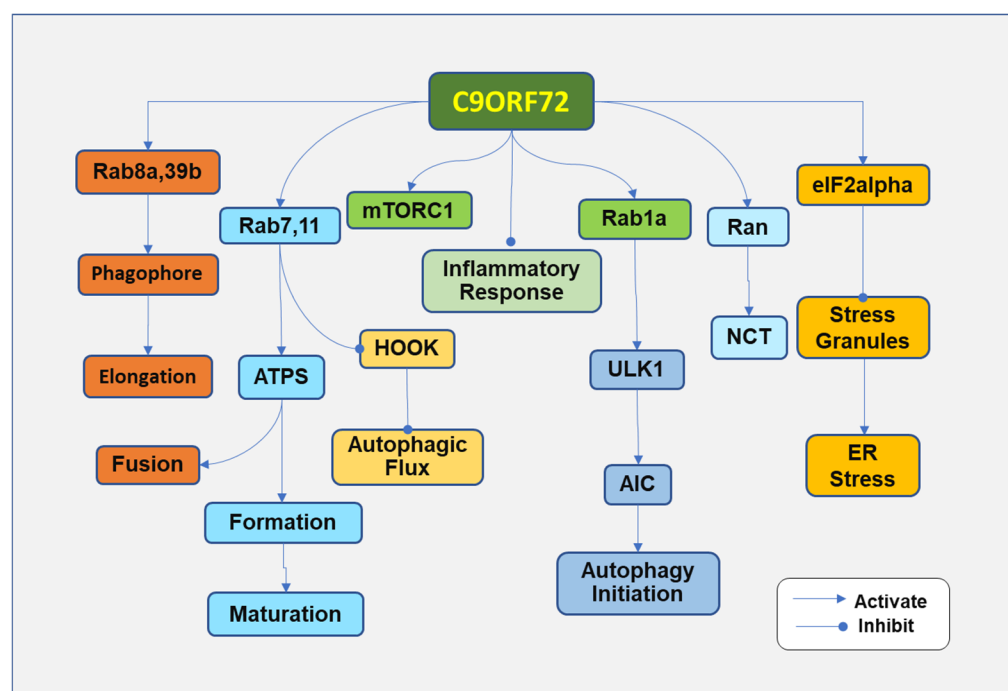 C9ORF72
Rab8a,39b
Rab7,11
mTORC1
Rab1a
Ran
eIF2alpha
Phagophore
Inflammatory
Response
Elongation
ATPS
HOOK
ULK1
NCT
Stress
Granules
Fusion
Autophagic
Flux
AIC
ER
Stress
Formation
Maturation
Autophagy
Initiation
Activate
Inhibit